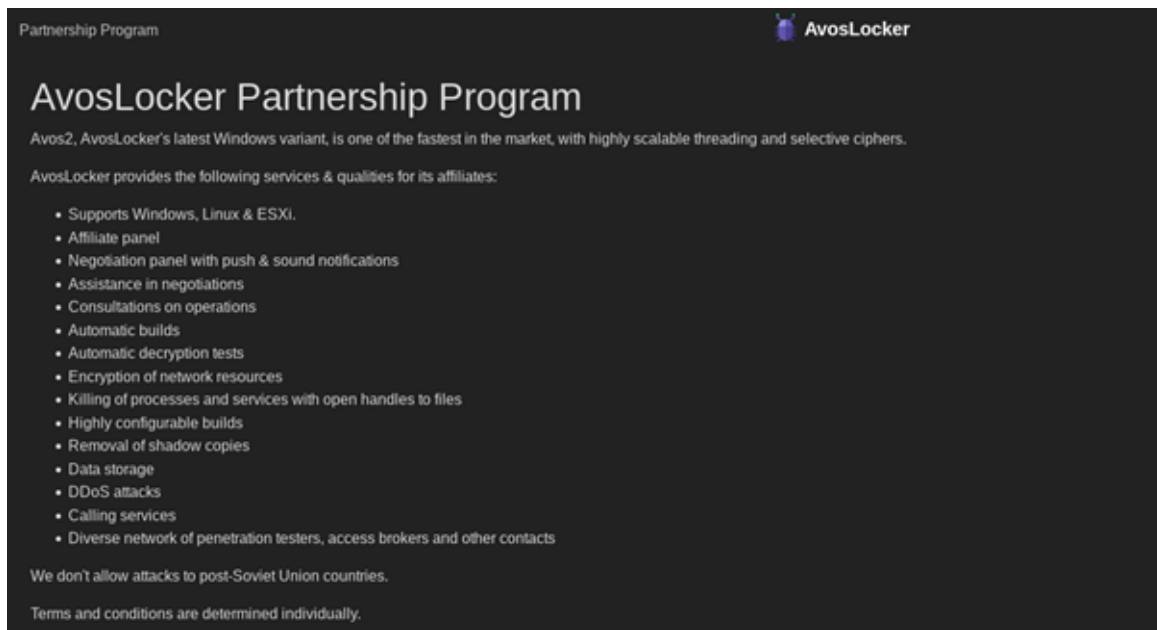 Partnership Program
AvosLocker
AvosLocker Partnership Program
Avos2, AvosLocker's latest Windows variant, is one of the fastest in the market, with highly scalable threading and selective ciphers.
AvosLocker provides the following services & qualities for its affiliates:
• Supports Windows, Linux & ESXi.
• Affiliate panel
• Negotiation panel with push & sound notifications
• Assistance in negotiations
• Consultations on operations
• Automatic builds
• Automatic decryption tests
• Encryption of network resources
• Killing of processes and services with open handles to files
• Highly configurable builds
• Removal of shadow copies
• Data storage
• DDoS attacks
• Calling services
• Diverse network of penetration testers, access brokers and other contacts
We don't allow attacks to post-Soviet Union countries.
Terms and conditions are determined individually.